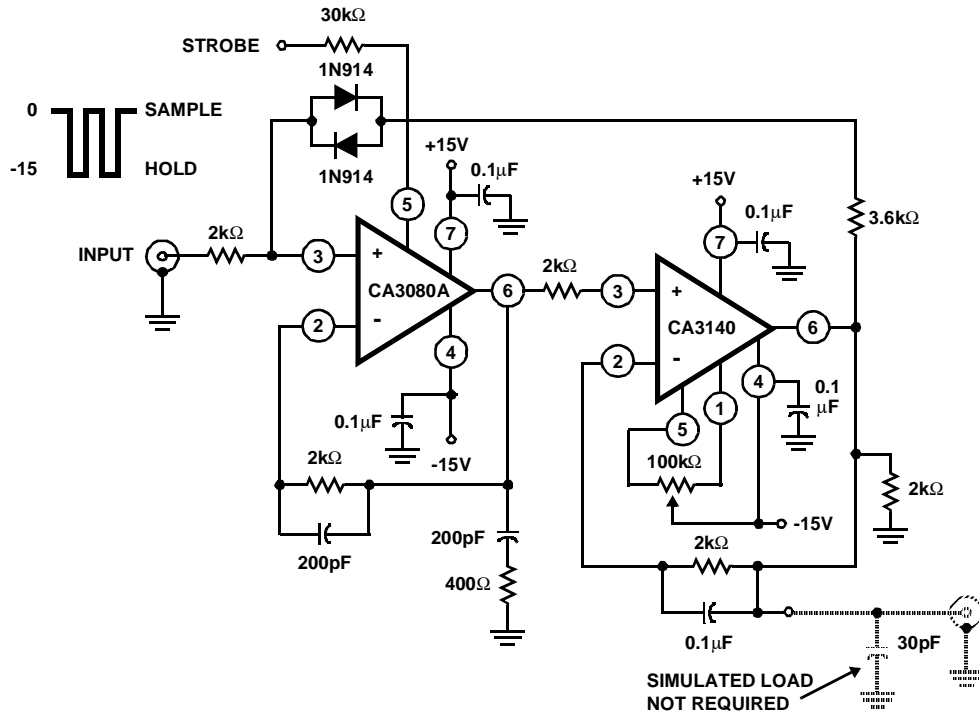 30kΩ
STROBE
1N914
0
SAMPLE
-15
HOLD
1N914
+15V
0.1μF
5
7
INPUT
2kΩ
3
+
CA3080A
6
2
-
4
0.1μF
-15V
2kΩ
200pF
200pF
400Ω
2kΩ
+15V
0.1μF
7
3.6kΩ
3
+
CA3140
6
2
-
4
0.1
μF
1
5
100kΩ
-15V
2kΩ
2kΩ
0.1μF
30pF
SIMULATED LOAD
NOT REQUIRED